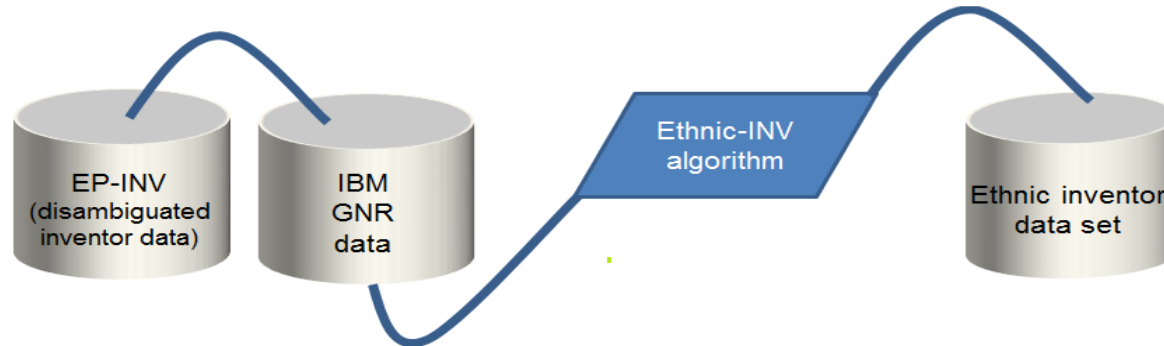 EP-INV
(disambiguated
inventor data)
IBM
GNR
data
Ethnic-INV
algorithm
Ethnic inventor
data set